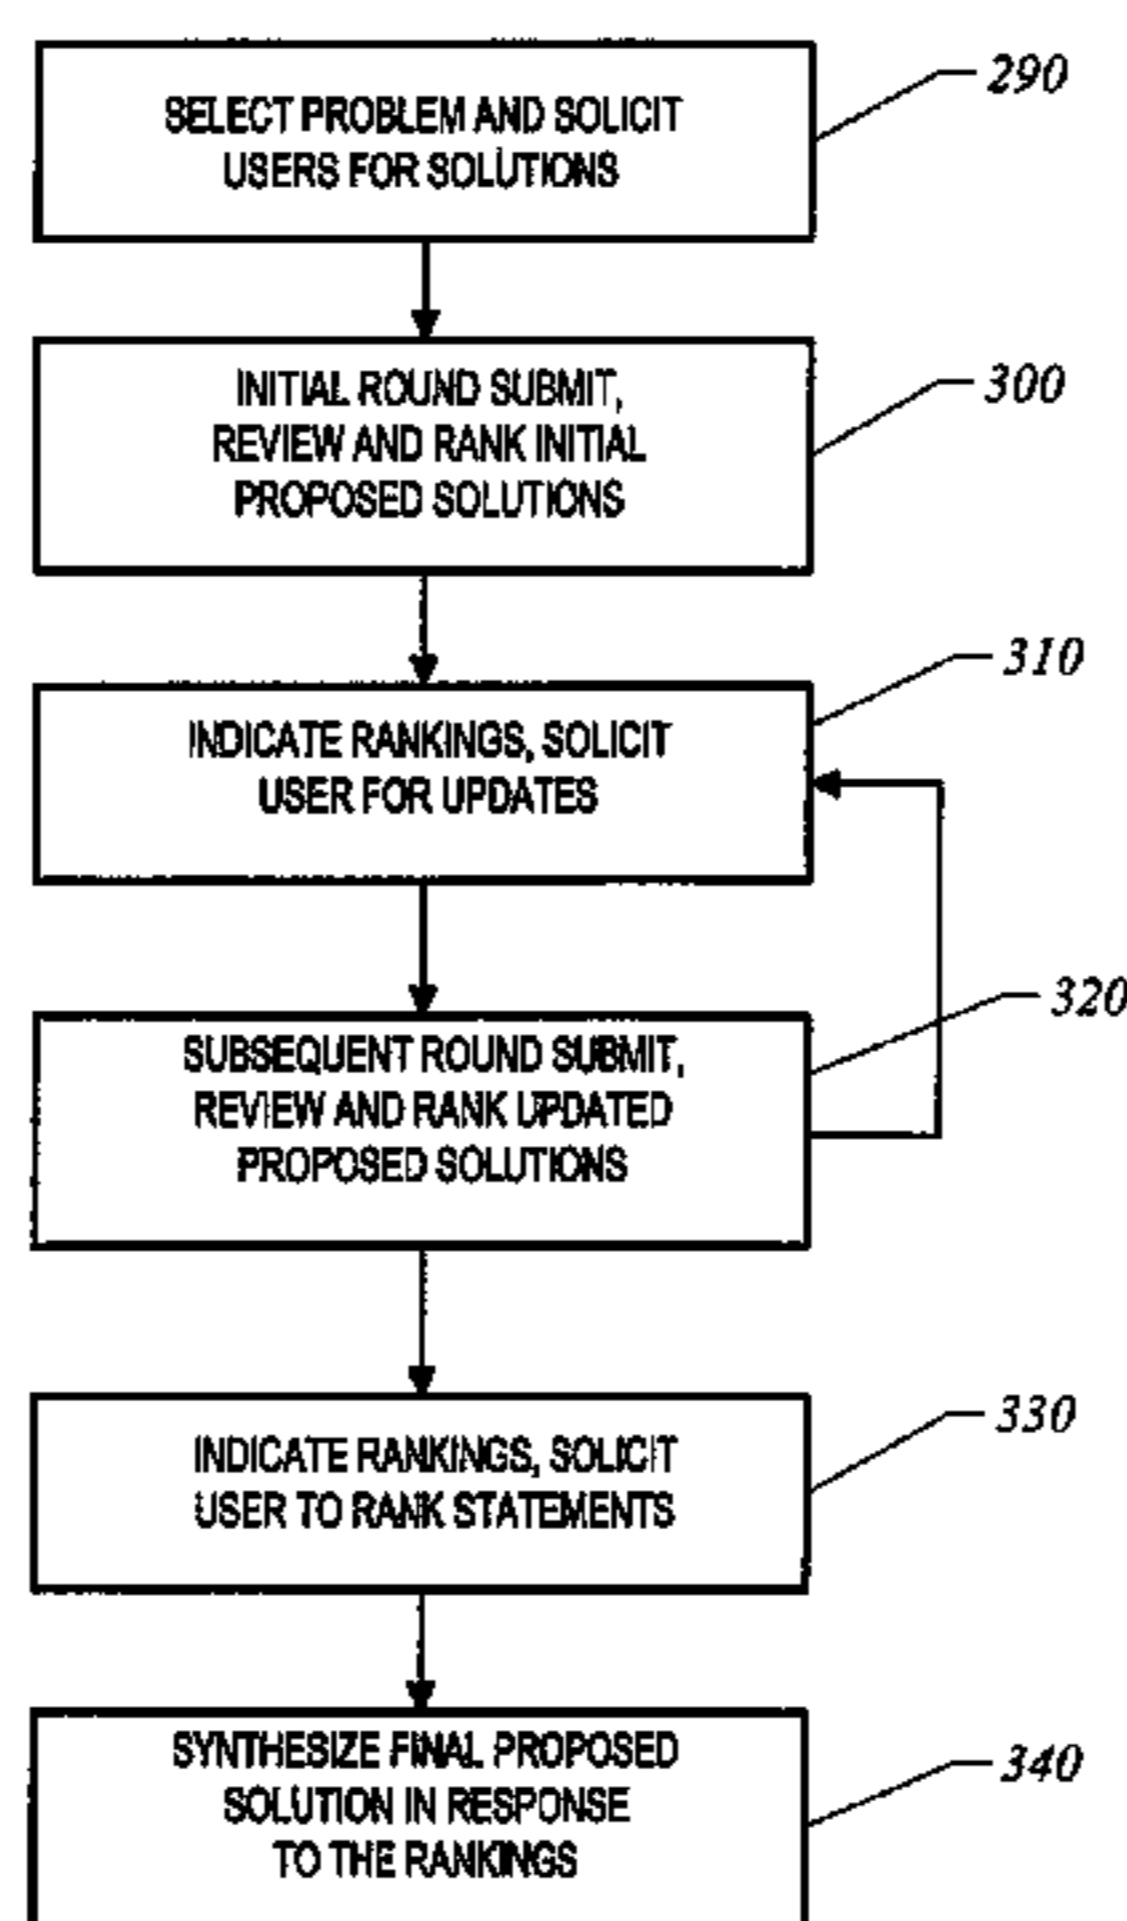 SELECT PROBLEM AND SOLICIT
USERS FOR SOLUTIONS
290
INITIAL ROUND SUBMIT,
REVIEW AND RANK INITIAL
PROPOSED SOLUTIONS
300
INDICATE RANKINGS, SOLICIT
USER FOR UPDATES
310
SUBSEQUENT ROUND SUBMIT,
REVIEW AND RANK UPDATED
PROPOSED SOLUTIONS
320
INDICATE RANKINGS, SOLICIT
USER TO RANK STATEMENTS
330
SYNTHESIZE FINAL PROPOSED
SOLUTION IN RESPONSE
TO THE RANKINGS
340